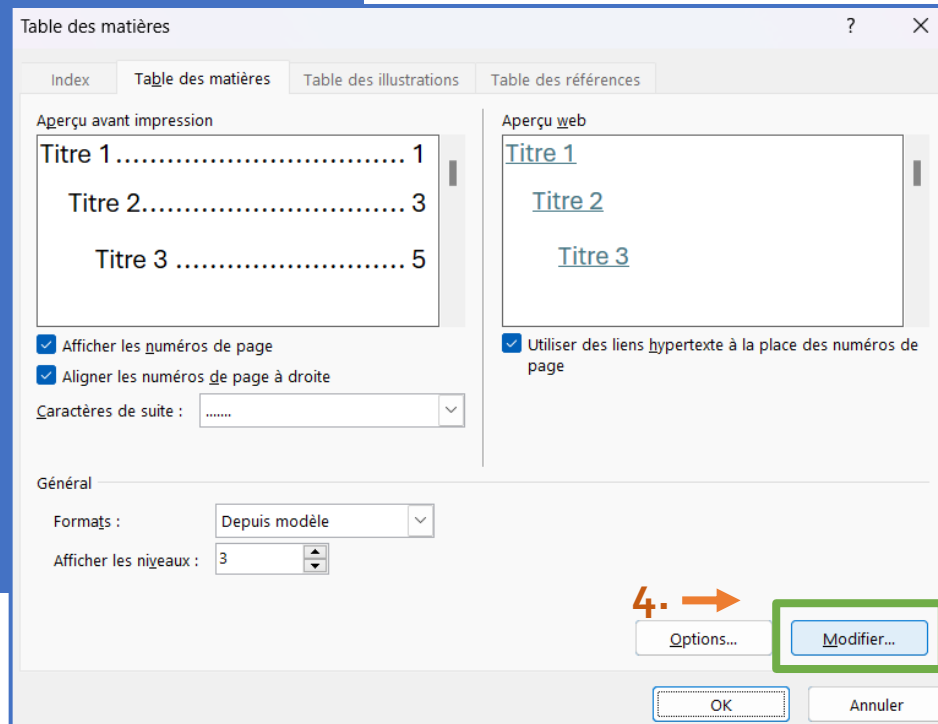 Table des matières ?
Index Table des matières Table des illustrations Table des références
Aperçu avant impression
Titre 1.............................. 1
Titre 2............................ 3
Titre 3 ......................... 5
Aperçu web
Titre 1
Titre 2
Titre 3
Afficher les numéros de page
Aligner les numéros de page à droite
Caractères de suite : .......
Utiliser des liens hypertexte à la place des numéros de
page
Général
Formats : Depuis modèle
Afficher les niveaux : 3
4.
Options... Modifier...
OK Annuler